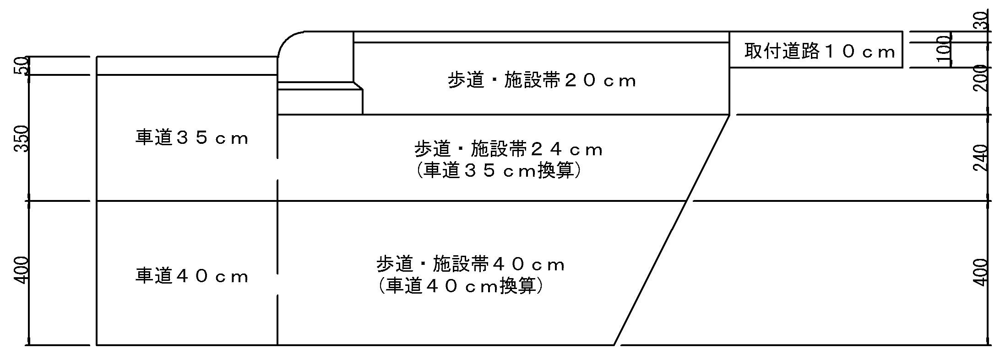 30
取付道路１０ｃｍ
100
50
歩道・施設帯２０ｃｍ
200
車道３５ｃｍ
350
歩道・施設帯２４ｃｍ
(車道３５ｃｍ換算)
240
車道４０ｃｍ
400
歩道・施設帯４０ｃｍ
(車道４０ｃｍ換算)
400